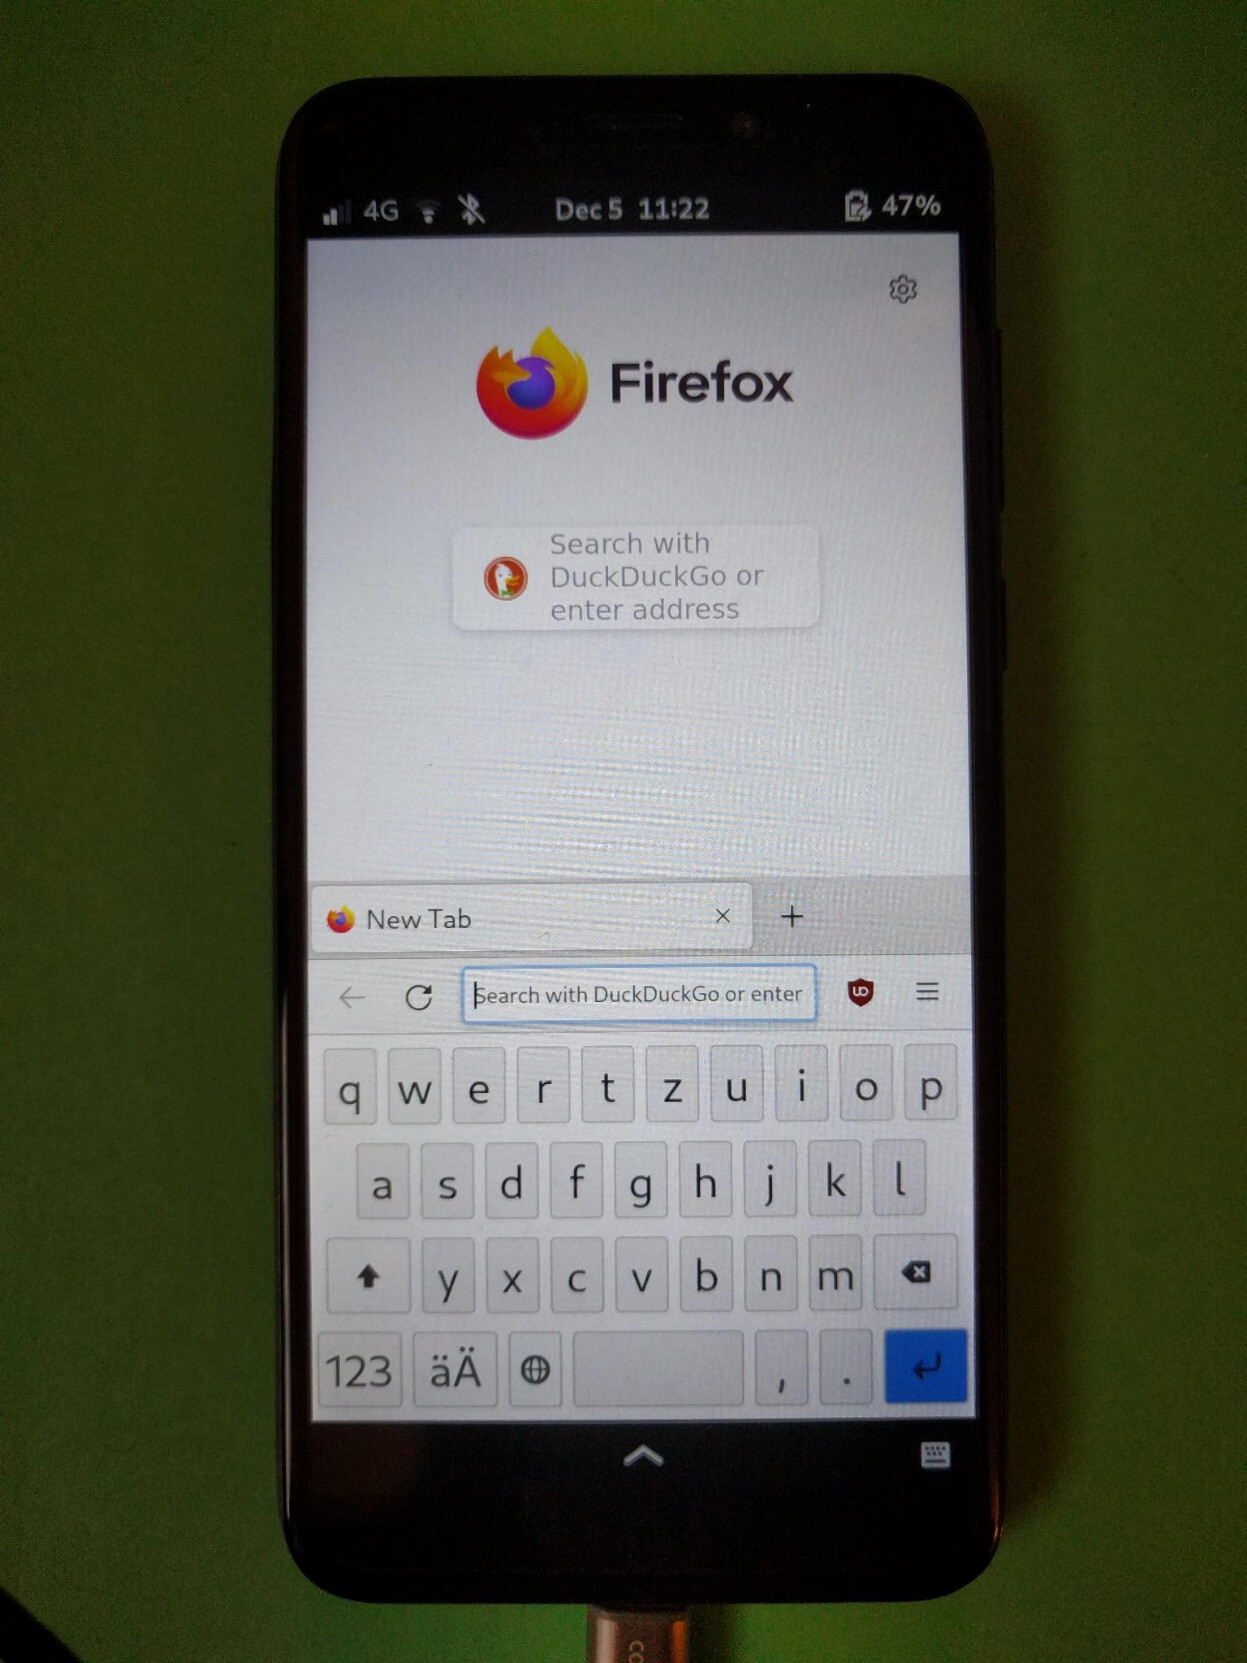 4G Dec 5 11:22 47%
Firefox
Search with
DuckDuckGo or
enter address
New Tab
Search with DuckDuckGo or enter
UD
q w e r t z u i o p
a s d f g h j k l
y x c v b n m
123 äÄ , .